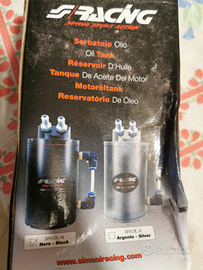 SIMONI RACING
SIMONI SPORT ACTION
Serbatoio Olio
Oil Tank
Réservoir D'Huile
Tanque De Aceite Del Motor
Motoröltank
Reservatório De Óleo
Nero - Black
Argento - Silver
www.simoniracing.com